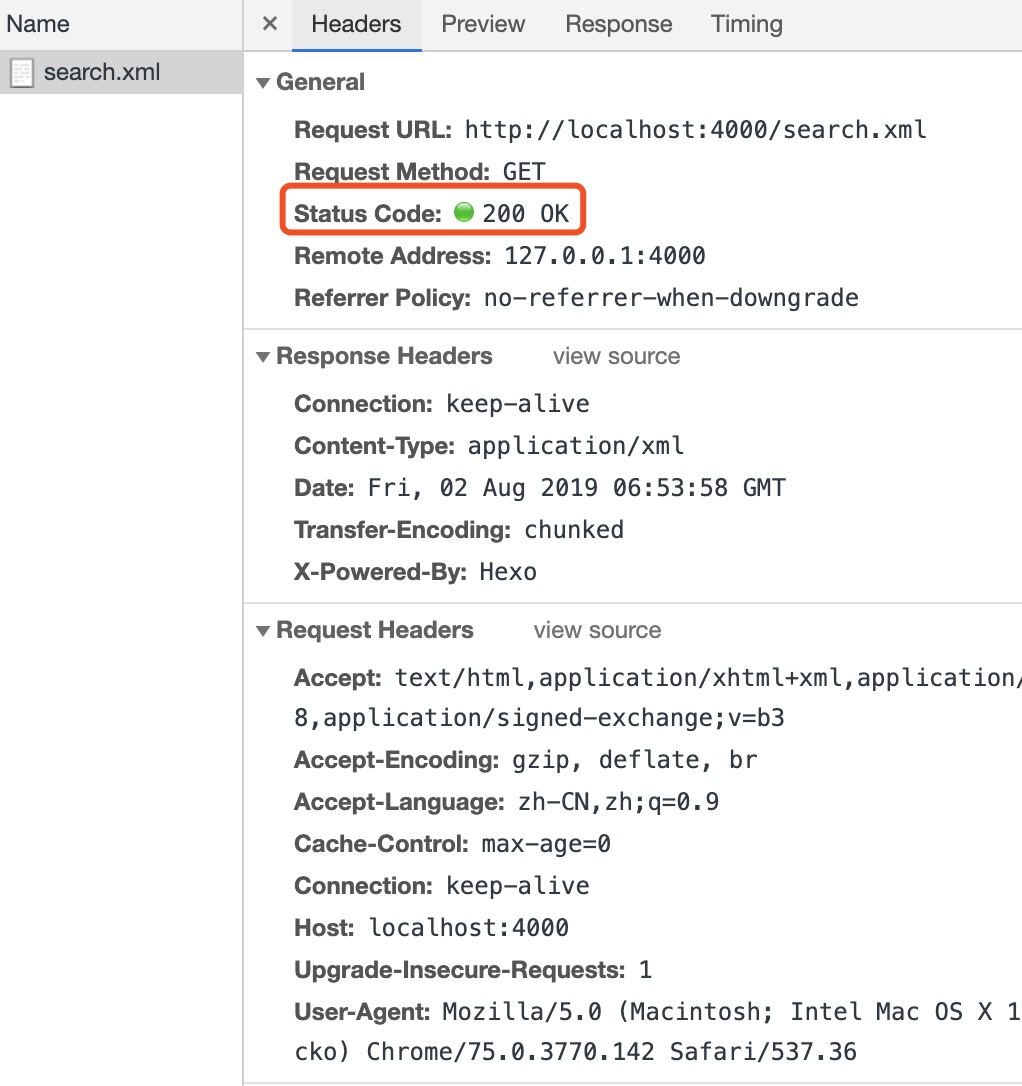 Name
Headers Preview Response Timing
search.xml
General
Request URL: http://localhost:4000/search.xml
Request Method: GET
Status Code: 200 OK
Remote Address: 127.0.0.1:4000
Referrer Policy: no-referrer-when-downgrade
Response Headers view source
Connection: keep-alive
Content-Type: application/xml
Date: Fri, 02 Aug 2019 06:53:58 GMT
Transfer-Encoding: chunked
X-Powered-By: Hexo
Request Headers view source
Accept: text/html,application/xhtml+xml,application/
8,application/signed-exchange;v=b3
Accept-Encoding: gzip, deflate, br
Accept-Language: zh-CN,zh;q=0.9
Cache-Control: max-age=0
Connection: keep-alive
Host: localhost:4000
Upgrade-Insecure-Requests: 1
User-Agent: Mozilla/5.0 (Macintosh; Intel Mac OS X 1
cko) Chrome/75.0.3770.142 Safari/537.36